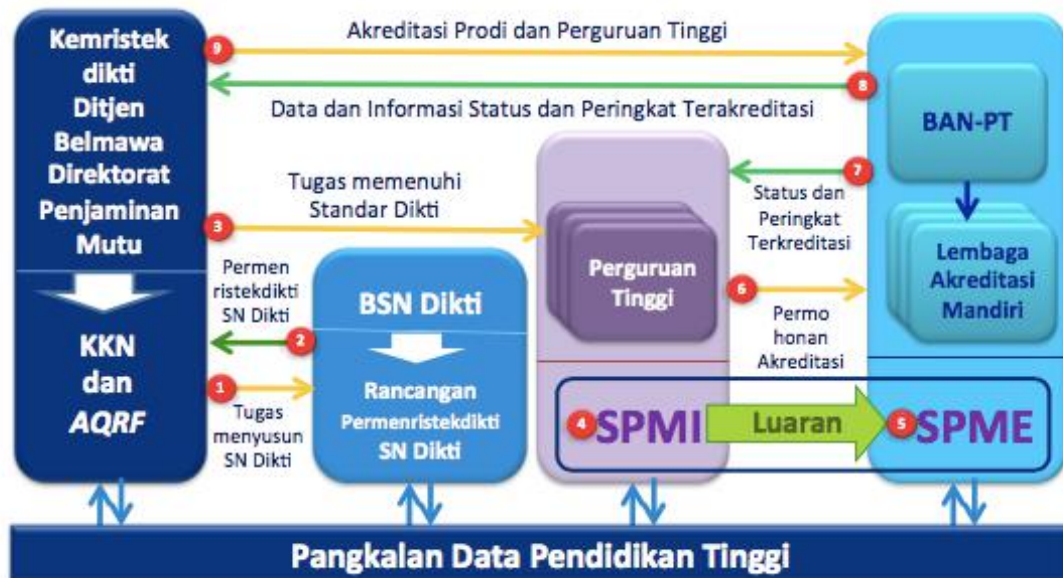 Kemristek
dikti
Ditjen
Belmawa
Direktorat
Penjaminan
Mutu
KKN
dan
AQRF
9
Akreditasi Prodi dan Perguruan Tinggi
8
Data dan Informasi Status dan Peringkat Terakreditasi
3
Tugas memenuhi
Standar Dikti
Permen
ristekdikti
SN Dikti
2
1
Tugas
menyusun
SN Dikti
BSN Dikti
Rancangan
Permenristekdikti
SN Dikti
Perguruan
Tinggi
7
Status dan
Peringkat
Terkreditasi
6
Permo
honan
Akreditasi
BAN-PT
Lembaga
Akreditasi
Mandiri
4 SPMI
Luaran
5 SPME
Pangkalan Data Pendidikan Tinggi